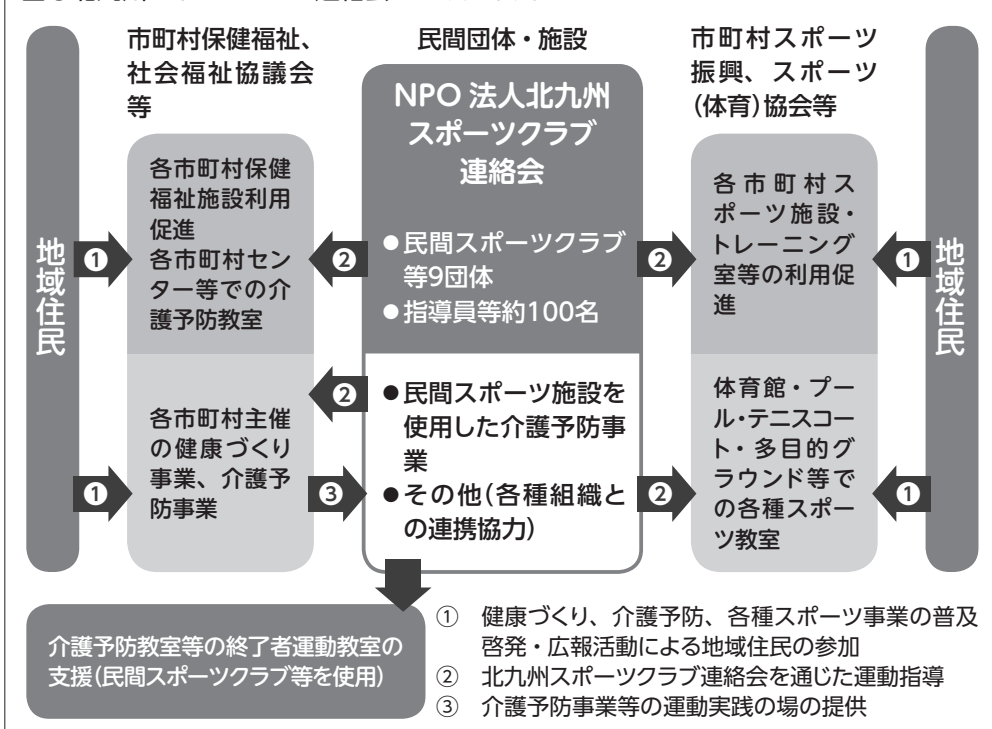 市町村保健福祉、
社会福祉協議会
等
民間団体・施設
市町村スポーツ
振興、スポーツ
(体育)協会等
地域住民
❶
各市町村保健
福祉施設利用
促進
各市町村セン
ター等での介
護予防教室
❷
NPO 法人北九州
スポーツクラブ
連絡会
●民間スポーツクラブ
等9団体
●指導員等約100名
❷
各市町村ス
ポーツ施設・
トレーニング
室等の利用促
進
❶
地域住民
❶
各市町村主催
の健康づくり
事業、介護予
防事業
❷
❸
●民間スポーツ施設を
使用した介護予防事
業
●その他(各種組織と
の連携協力)
❷
体育館・プー
ル・テニスコー
ト・多目的グ
ラウンド等で
の各種スポー
ツ教室
❶
介護予防教室等の終了者運動教室の
支援(民間スポーツクラブ等を使用)
① 健康づくり、介護予防、各種スポーツ事業の普及
啓発・広報活動による地域住民の参加
② 北九州スポーツクラブ連絡会を通じた運動指導
③ 介護予防事業等の運動実践の場の提供